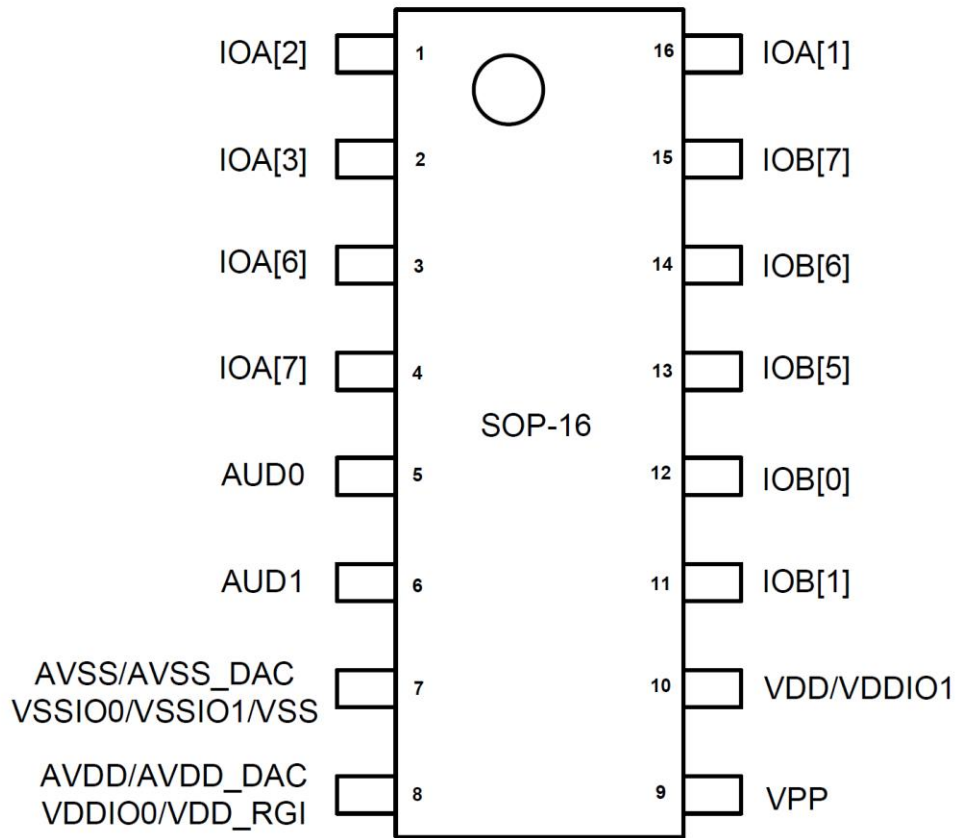 IOA[2] 1 16 IOA[1]
IOA[3] 2 15 IOB[7]
IOA[6] 3 14 IOB[6]
IOA[7] 4 13 IOB[5]
SOP-16
AUD0 5 12 IOB[0]
AUD1 6 11 IOB[1]
AVSS/AVSS_DAC
VSSIO0/VSSIO1/VSS 7 10 VDD/VDDIO1
AVDD/AVDD_DAC
VDDIO0/VDD_RGI 8 9 VPP